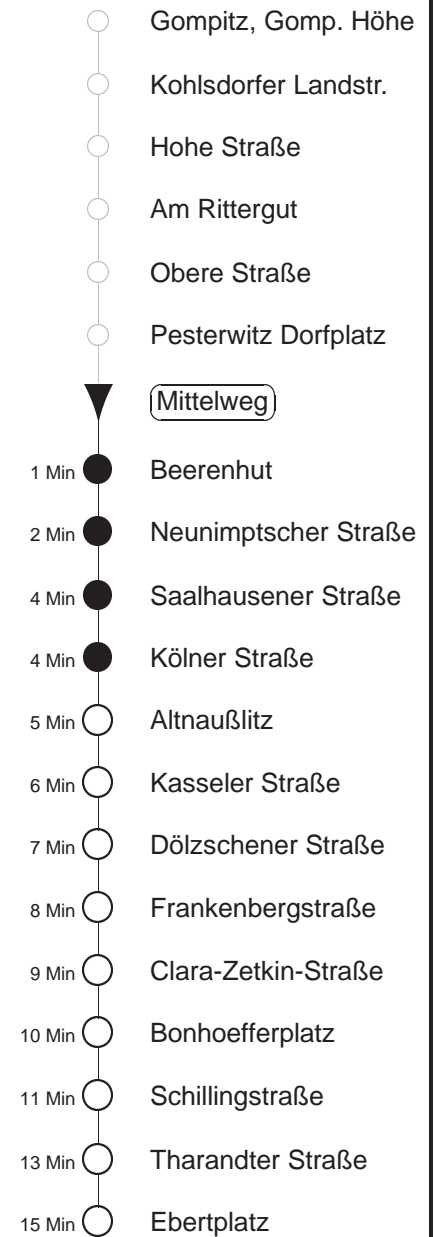 Gompitz, Gomp. Höhe
Kohlsdorfer Landstr.
Hohe Straße
Am Rittergut
Obere Straße
Pesterwitz Dorfplatz
Mittelweg
1 Min Beerenhut
2 Min Neunimptscher Straße
4 Min Saalhausener Straße
4 Min Kölner Straße
5 Min Altnaußlitz
6 Min Kasseler Straße
7 Min Dölzschener Straße
8 Min Frankenbergstraße
9 Min Clara-Zetkin-Straße
10 Min Bonhoefferplatz
11 Min Schillingstraße
13 Min Tharandter Straße
15 Min Ebertplatz